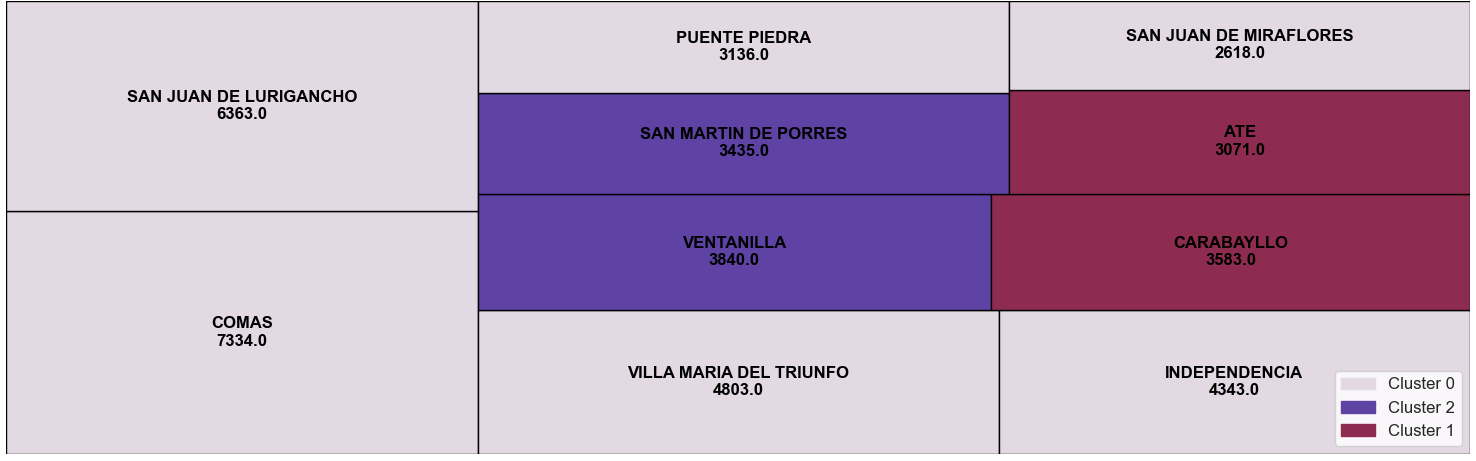 SAN JUAN DE LURIGANCHO
6363.0
COMAS
7334.0
PUENTE PIEDRA
3136.0
SAN JUAN DE MIRAFLORES
2618.0
SAN MARTIN DE PORRES
3435.0
ATE
3071.0
VENTANILLA
3840.0
CARABAYLLO
3583.0
VILLA MARIA DEL TRIUNFO
4803.0
INDEPENDENCIA
4343.0
Cluster 0
Cluster 2
Cluster 1